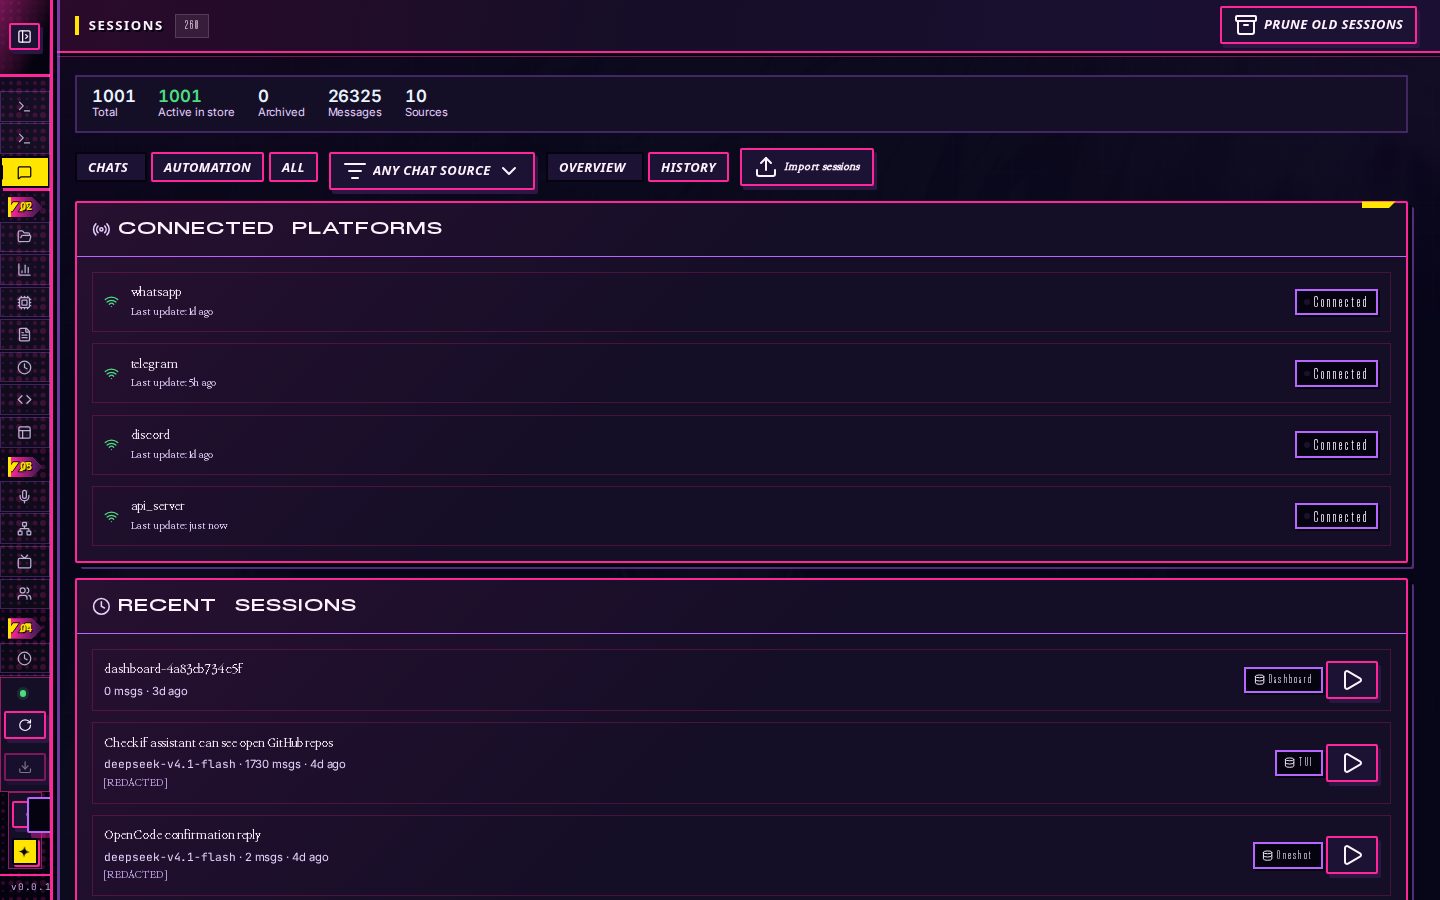 SESSIONS 260
PRUNE OLD SESSIONS
1001 1001 0 26325 10
Total Active in store Archived Messages Sources
CHATS AUTOMATION ALL ANY CHAT SOURCE OVERVIEW HISTORY Import sessions
CONNECTED PLATFORMS
whatsapp
Last update: 1d ago
Connected
telegram
Last update: 5h ago
Connected
discord
Last update: 1d ago
Connected
api_server
Last update: just now
Connected
RECENT SESSIONS
dashboard-4a83cb734c5f
0 msgs · 3d ago
Dashboard
Check if assistant can see open GitHub repos
deepseek-v4.1-flash · 1730 msgs · 4d ago
[REDACTED]
TUI
OpenCode confirmation reply
deepseek-v4.1-flash · 2 msgs · 4d ago
[REDACTED]
Oneshot
02
03
04
v0.0.1